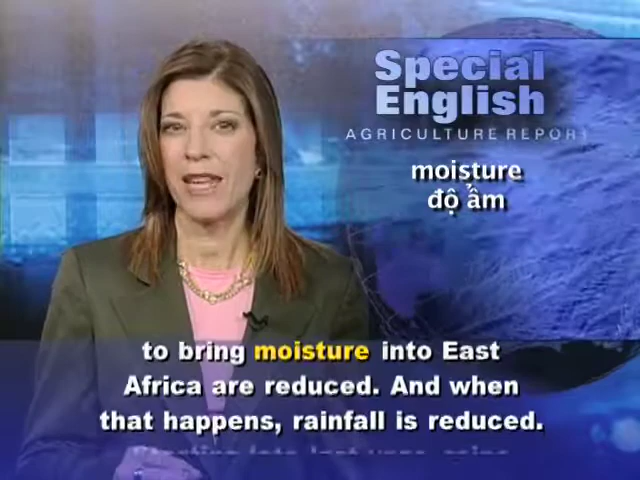 Special
English
AGRICULTURE REPORT
moisture
độ ẩm
to bring moisture into East
Africa are reduced. And when
that happens, rainfall is reduced.